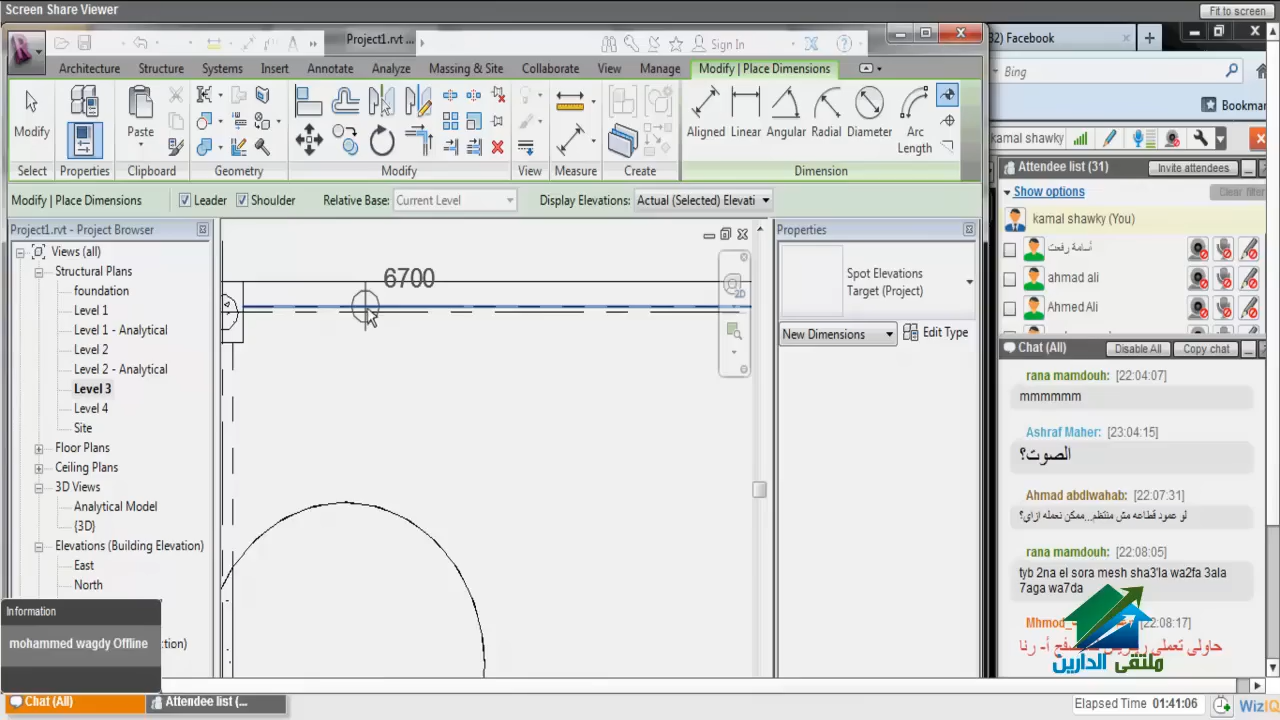 Screen Share Viewer
Fit to screen
Project1.rvt ...
Sign In
32) Facebook
Architecture Structure Systems Insert Annotate Analyze Massing & Site Collaborate View Manage Modify | Place Dimensions
Bing
Bookmar
Modify Paste Aligned Linear Angular Radial Diameter Arc Length
Select Properties Clipboard Geometry Modify View Measure Create Dimension
kamal shawky
Attendee list (31) Invite attendees
Show options Clear filter
Modify | Place Dimensions Leader Shoulder Relative Base: Current Level Display Elevations: Actual (Selected) Elevati
kamal shawky (You)
أسامة رفعت
ahmad ali
Ahmed Ali
Project1.rvt - Project Browser
Views (all)
Structural Plans
foundation
Level 1
Level 1 - Analytical
Level 2
Level 2 - Analytical
Level 3
Level 4
Site
Floor Plans
Ceiling Plans
3D Views
Analytical Model
{3D}
Elevations (Building Elevation)
East
North
ction)
6700
2D
Properties
Spot Elevations
Target (Project)
New Dimensions Edit Type
Chat (All) Disable All Copy chat
rana mamdouh: [22:04:07]
mmmmmm
Ashraf Maher: [23:04:15]
الصوت؟
Ahmad abdlwahab: [22:07:31]
لو عمود قطاعه مش منتظم...ممكن نعمله ازاى؟
rana mamdouh: [22:08:05]
tyb 2na el sora mesh sha3'la wa2fa 3ala
7aga wa7da
Mhmod_ [22:08:17]
حاولى تعملى
أ- رنا
ملتقى الدارين
Information
mohammed wagdy Offline
Chat (All) Attendee list (...
Elapsed Time 01:41:06 WizIQ